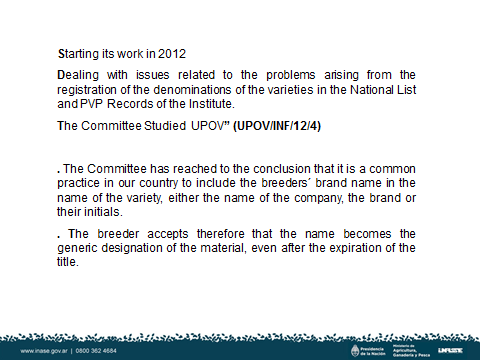 Starting its work in 2012
Dealing with issues related to the problems arising from the
registration of the denominations of the varieties in the National List
and PVP Records of the Institute.
The Committee Studied UPOV” (UPOV/INF/12/4)
. The Committee has reached to the conclusion that it is a common
practice in our country to include the breeders´ brand name in the
name of the variety, either the name of the company, the brand or
their initials.
. The breeder accepts therefore that the name becomes the
generic designation of the material, even after the expiration of the
title.
www.inase.gov.ar | 0800 362 4684
Presidencia
de la Nación
Ministerio de
Agricultura,
Ganadería y Pesca